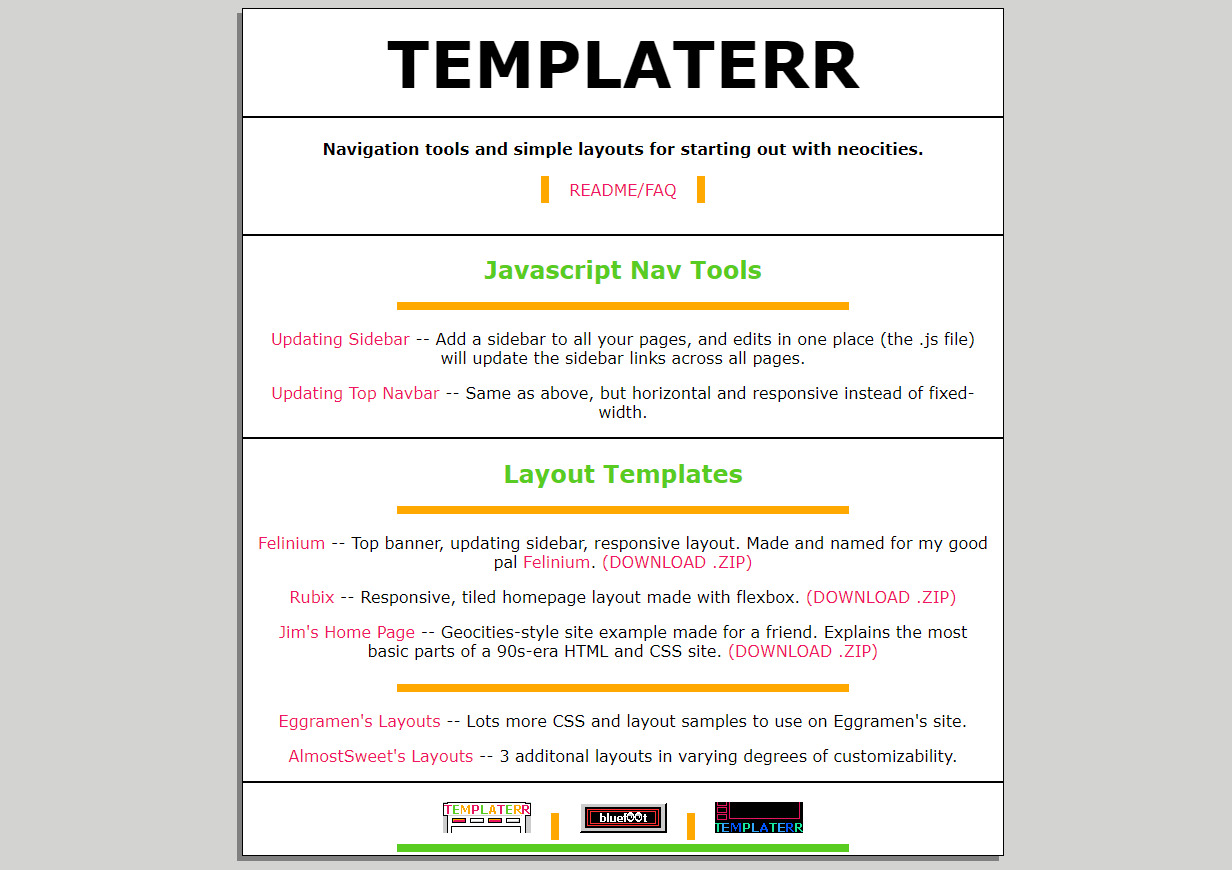 TEMPLATERR
Navigation tools and simple layouts for starting out with neocities.
README/FAQ
Javascript Nav Tools
Updating Sidebar -- Add a sidebar to all your pages, and edits in one place (the .js file)
will update the sidebar links across all pages.
Updating Top Navbar -- Same as above, but horizontal and responsive instead of fixed-
width.
Layout Templates
Felinium -- Top banner, updating sidebar, responsive layout. Made and named for my good
pal Felinium. (DOWNLOAD .ZIP)
Rubix -- Responsive, tiled homepage layout made with flexbox. (DOWNLOAD .ZIP)
Jim's Home Page -- Geocities-style site example made for a friend. Explains the most
basic parts of a 90s-era HTML and CSS site. (DOWNLOAD .ZIP)
Eggramen's Layouts -- Lots more CSS and layout samples to use on Eggramen's site.
AlmostSweet's Layouts -- 3 additonal layouts in varying degrees of customizability.
TEMPLATERR
bluef00t
TEMPLATERR